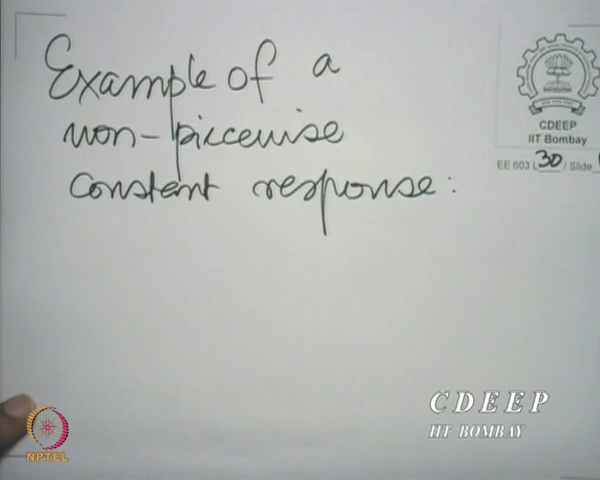 Example of a
non-piecewise
constant response:
CDEEP
IIT Bombay
EE 603 L 30 / Slide
CDEEP
IIT BOMBAY
NPTEL